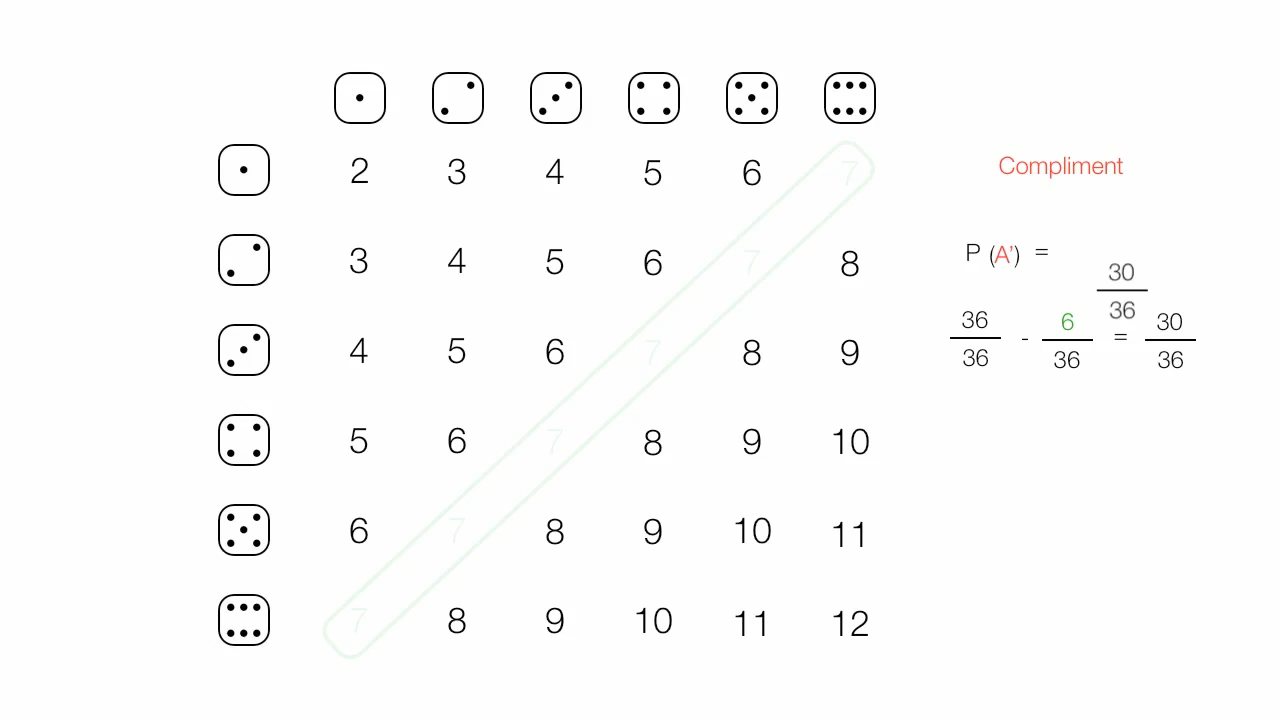 2 3 4 5 6 7
Compliment
3 4 5 6 7 8
P (A’) =
30
36
4 5 6 7 8 9
36
36
-
6
36
=
30
36
5 6 7 8 9 10
6 7 8 9 10 11
7 8 9 10 11 12